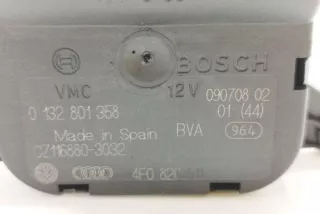 BOSCH
VMC 12V 090708 02
0 132 801 358 01 (44)
Made in Spain BVA 964
CZ116880-3032
4F0 820